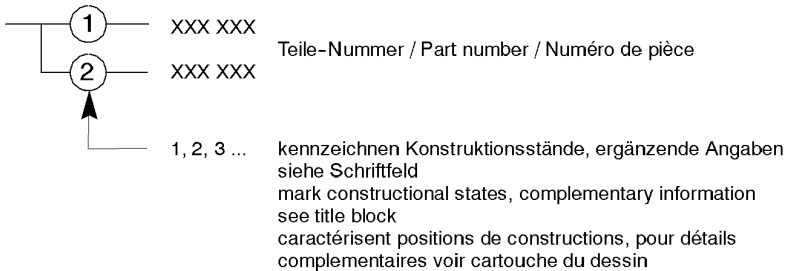 1 XXX XXX
Teile-Nummer / Part number / Numéro de pièce
2 XXX XXX
1, 2, 3 ... kennzeichnen Konstruktionsstände, ergänzende Angaben
siehe Schriftfeld
mark constructional states, complementary information
see title block
caractérisent positions de constructions, pour détails
complementaires voir cartouche du dessin